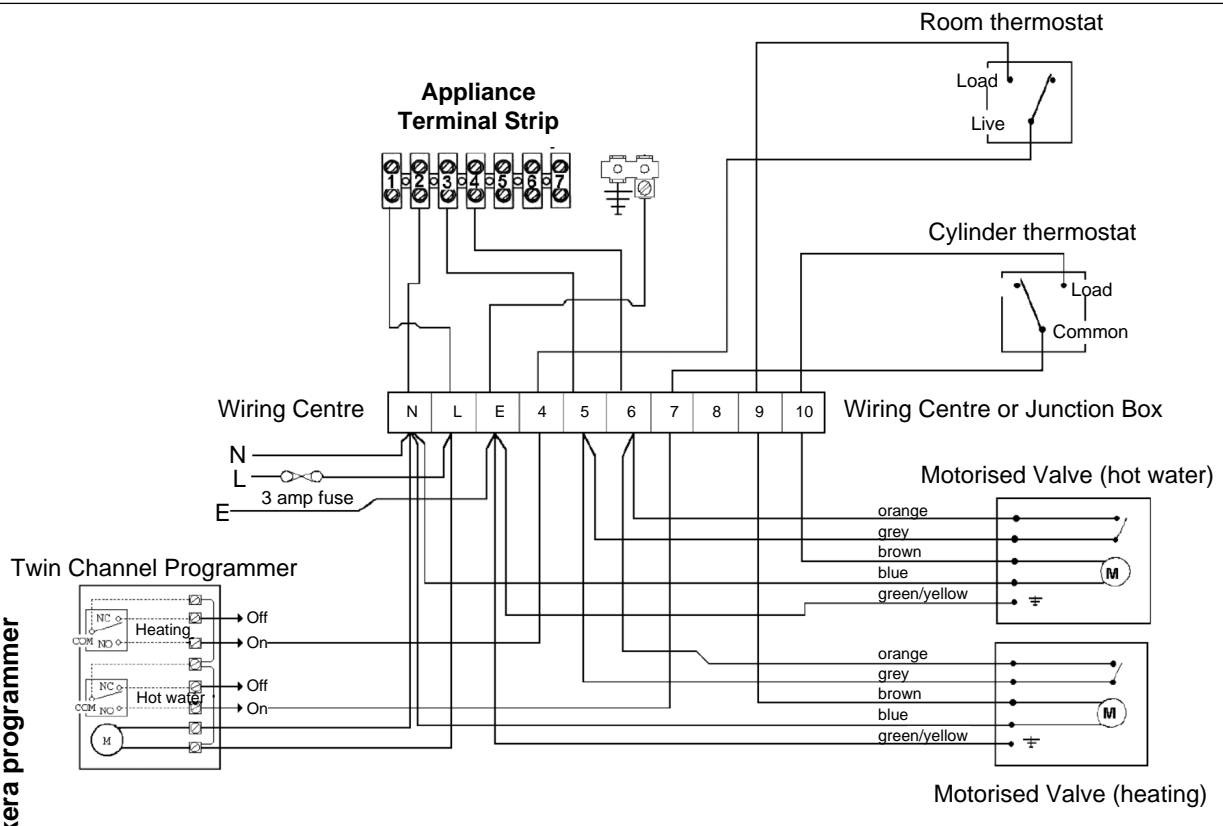 Room thermostat
Load
Live
Appliance
Terminal Strip
1 2 3 4 5 6 7
Cylinder thermostat
Load
Common
Wiring Centre
N L E 4 5 6 7 8 9 10
Wiring Centre or Junction Box
N
L
3 amp fuse
E
Motorised Valve (hot water)
orange
grey
brown
blue
green/yellow
M
Twin Channel Programmer
NC
Heating
COM NO
Off
On
NC
Hot water
COM NO
Off
On
M
orange
grey
brown
blue
green/yellow
M
Motorised Valve (heating)
programmer